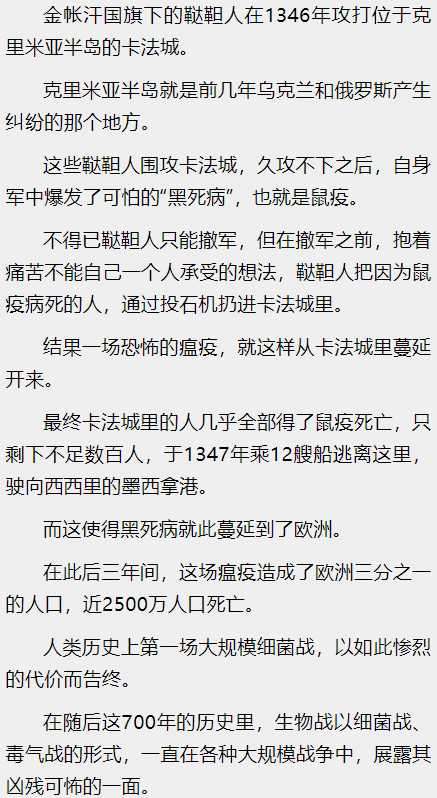 金帐汗国旗下的鞑靼人在1346年攻打位于克
里米亚半岛的卡法城。
克里米亚半岛就是前几年乌克兰和俄罗斯产生
纠纷的那个地方。
这些鞑靼人围攻卡法城，久攻不下之后，自身
军中爆发了可怕的“黑死病”，也就是鼠疫。
不得已鞑靼人只能撤军，但在撤军之前，抱着
痛苦不能自己一个人承受的想法，鞑靼人把因为鼠
疫病死的人，通过投石机扔进卡法城里。
结果一场恐怖的瘟疫，就这样从卡法城里蔓延
开来。
最终卡法城里的人几乎全部得了鼠疫死亡，只
剩下不足数百人，于1347年乘12艘船逃离这里，
驶向西西里的墨西拿港。
而这使得黑死病就此蔓延到了欧洲。
在此后三年间，这场瘟疫造成了欧洲三分之一
的人口，近2500万人口死亡。
人类历史上第一场大规模细菌战，以如此惨烈
的代价而告终。
在随后这700年的历史里，生物战以细菌战、
毒气战的形式，一直在各种大规模战争中，展露其
凶残可怖的一面。